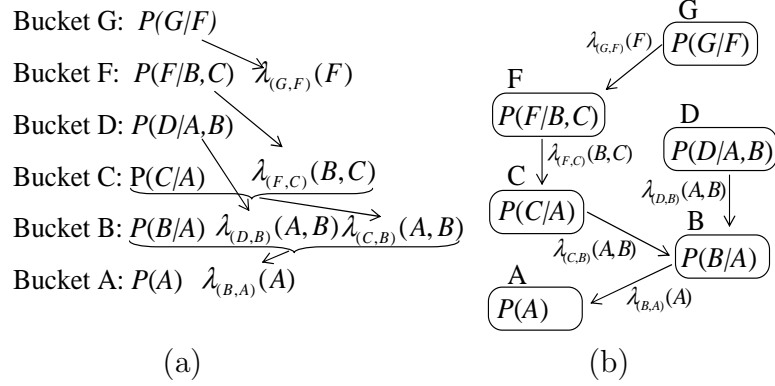 Bucket G: P(G/F)
Bucket F: P(F/B,C) λ(G,F)(F)
Bucket D: P(D/A,B)
Bucket C: P(C/A) λ(F,C)(B,C)
Bucket B: P(B/A) λ(D,B)(A,B) λ(C,B)(A,B)
Bucket A: P(A) λ(B,A)(A)
(a)
G
λ(G,F)(F)
P(G/F)
F
P(F/B,C)
D
P(D/A,B)
λ(F,C)(B,C)
C
P(C/A)
λ(D,B)(A,B)
B
P(B/A)
λ(C,B)(A,B)
A
P(A)
λ(B,A)(A)
(b)